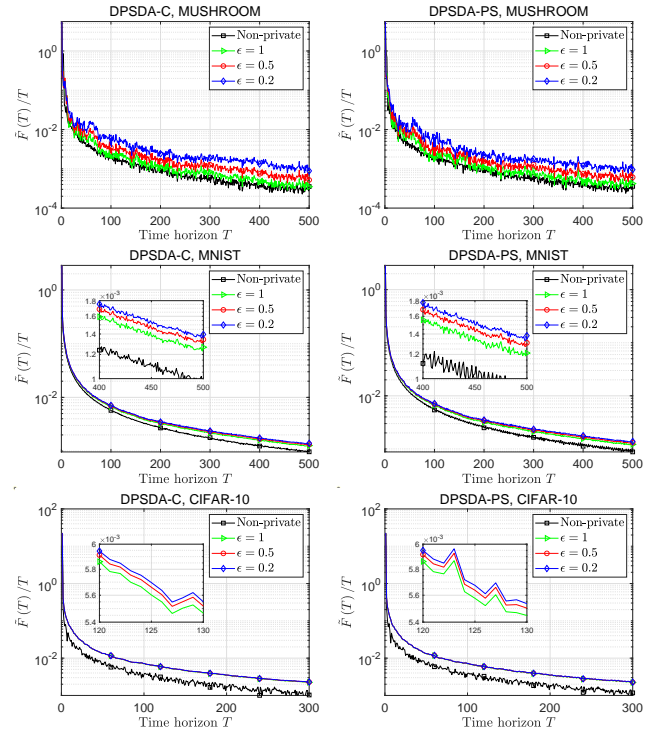 DPSDA-C, MUSHROOM
F̃ (T) /T
10^0
10^-2
10^-4
Non-private
ϵ = 1
ϵ = 0.5
ϵ = 0.2
0 100 200 300 400 500
Time horizon T
DPSDA-PS, MUSHROOM
F̃ (T) /T
10^0
10^-2
10^-4
Non-private
ϵ = 1
ϵ = 0.5
ϵ = 0.2
0 100 200 300 400 500
Time horizon T
DPSDA-C, MNIST
F̃ (T) /T
10^0
10^-2
Non-private
ϵ = 1
ϵ = 0.5
ϵ = 0.2
×10^-3
1.8
1.6
1.4
1.2
1
400 450 500
0 100 200 300 400 500
Time horizon T
DPSDA-PS, MNIST
F̃ (T) /T
10^0
10^-2
Non-private
ϵ = 1
ϵ = 0.5
ϵ = 0.2
×10^-3
1.8
1.6
1.4
1.2
1
400 450 500
0 100 200 300 400 500
Time horizon T
DPSDA-C, CIFAR-10
F̃ (T) /T
10^2
10^0
10^-2
Non-private
ϵ = 1
ϵ = 0.5
ϵ = 0.2
×10^-3
6
5.8
5.6
5.4
120 125 130
0 100 200 300
Time horizon T
DPSDA-PS, CIFAR-10
F̃ (T) /T
10^2
10^0
10^-2
Non-private
ϵ = 1
ϵ = 0.5
ϵ = 0.2
×10^-3
6
5.8
5.6
5.4
120 125 130
0 100 200 300
Time horizon T